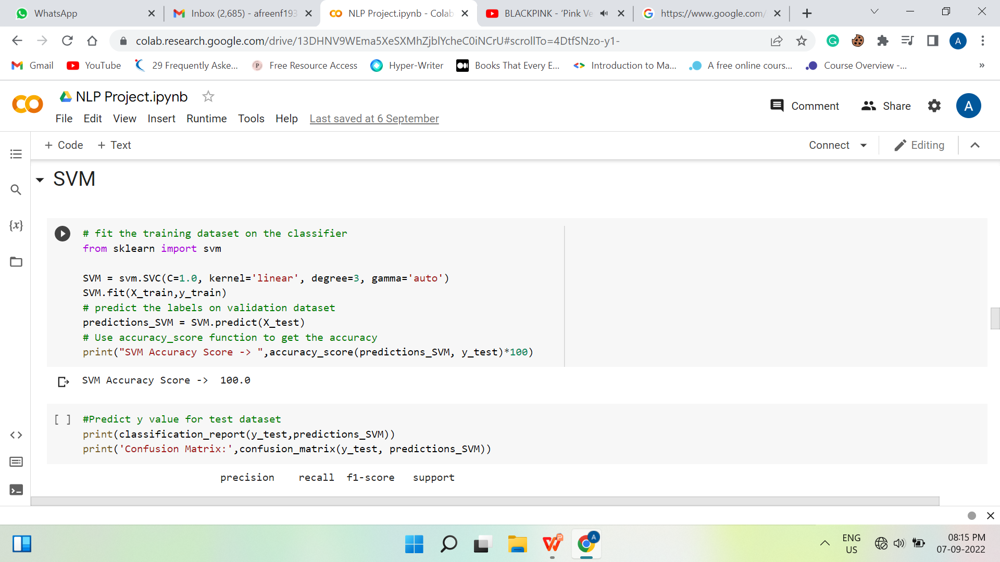 WhatsApp
Inbox (2,685) - afreenf193
NLP Project.ipynb - Colab
BLACKPINK - ‘Pink Ve
https://www.google.com/
colab.research.google.com/drive/13DHNV9WEma5XeSXMhZjblYcheC0iNCrU#scrollTo=4DtfSNzo-y1-
A
Gmail
YouTube
29 Frequently Aske...
Free Resource Access
Hyper-Writer
Books That Every E...
Introduction to Ma...
A free online cours...
Course Overview -...
»
NLP Project.ipynb
File Edit View Insert Runtime Tools Help Last saved at 6 September
Comment
Share
A
+ Code + Text
Connect
Editing
SVM
{x}
# fit the training dataset on the classifier
from sklearn import svm
SVM = svm.SVC(C=1.0, kernel='linear', degree=3, gamma='auto')
SVM.fit(X_train,y_train)
# predict the labels on validation dataset
predictions_SVM = SVM.predict(X_test)
# Use accuracy_score function to get the accuracy
print("SVM Accuracy Score -> ",accuracy_score(predictions_SVM, y_test)*100)
SVM Accuracy Score ->  100.0
[ ] #Predict y value for test dataset
print(classification_report(y_test,predictions_SVM))
print('Confusion Matrix:',confusion_matrix(y_test, predictions_SVM))
precision recall f1-score support
A
ENG
US
08:15 PM
07-09-2022